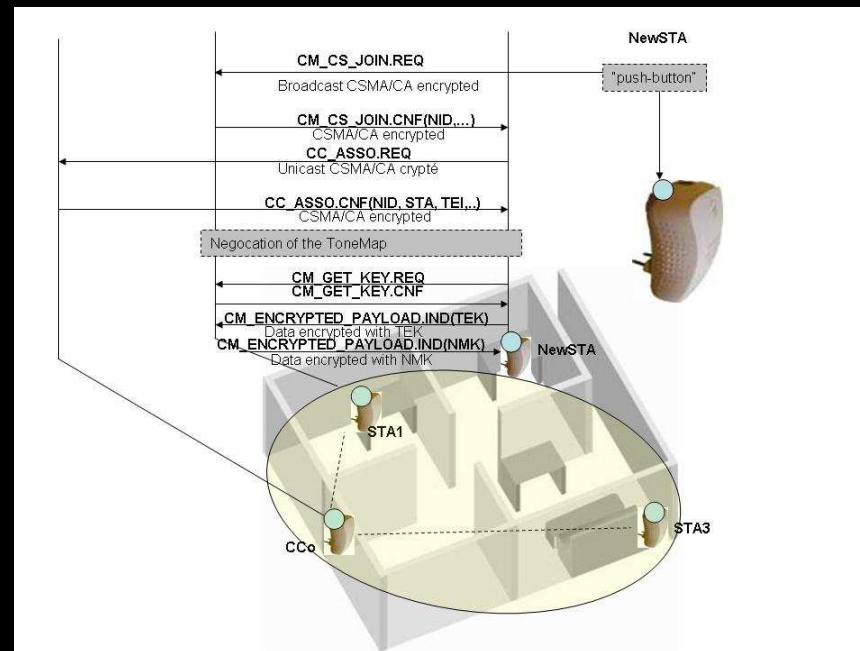 NewSTA
CM_CS_JOIN.REQ
"push-button"
Broadcast CSMA/CA encrypted
CM_CS_JOIN.CNF(NID,...)
CSMA/CA encrypted
CC_ASSO.REQ
Unicast CSMA/CA crypté
CC_ASSO.CNF(NID, STA, TEI,..)
CSMA/CA encrypted
Negocation of the ToneMap
CM_GET_KEY.REQ
CM_GET_KEY.CNF
CM_ENCRYPTED_PAYLOAD.IND(TEK)
Data encrypted with TEK
CM_ENCRYPTED_PAYLOAD.IND(NMK)
NewSTA
Data encrypted with NMK
STA1
STA3
CCo